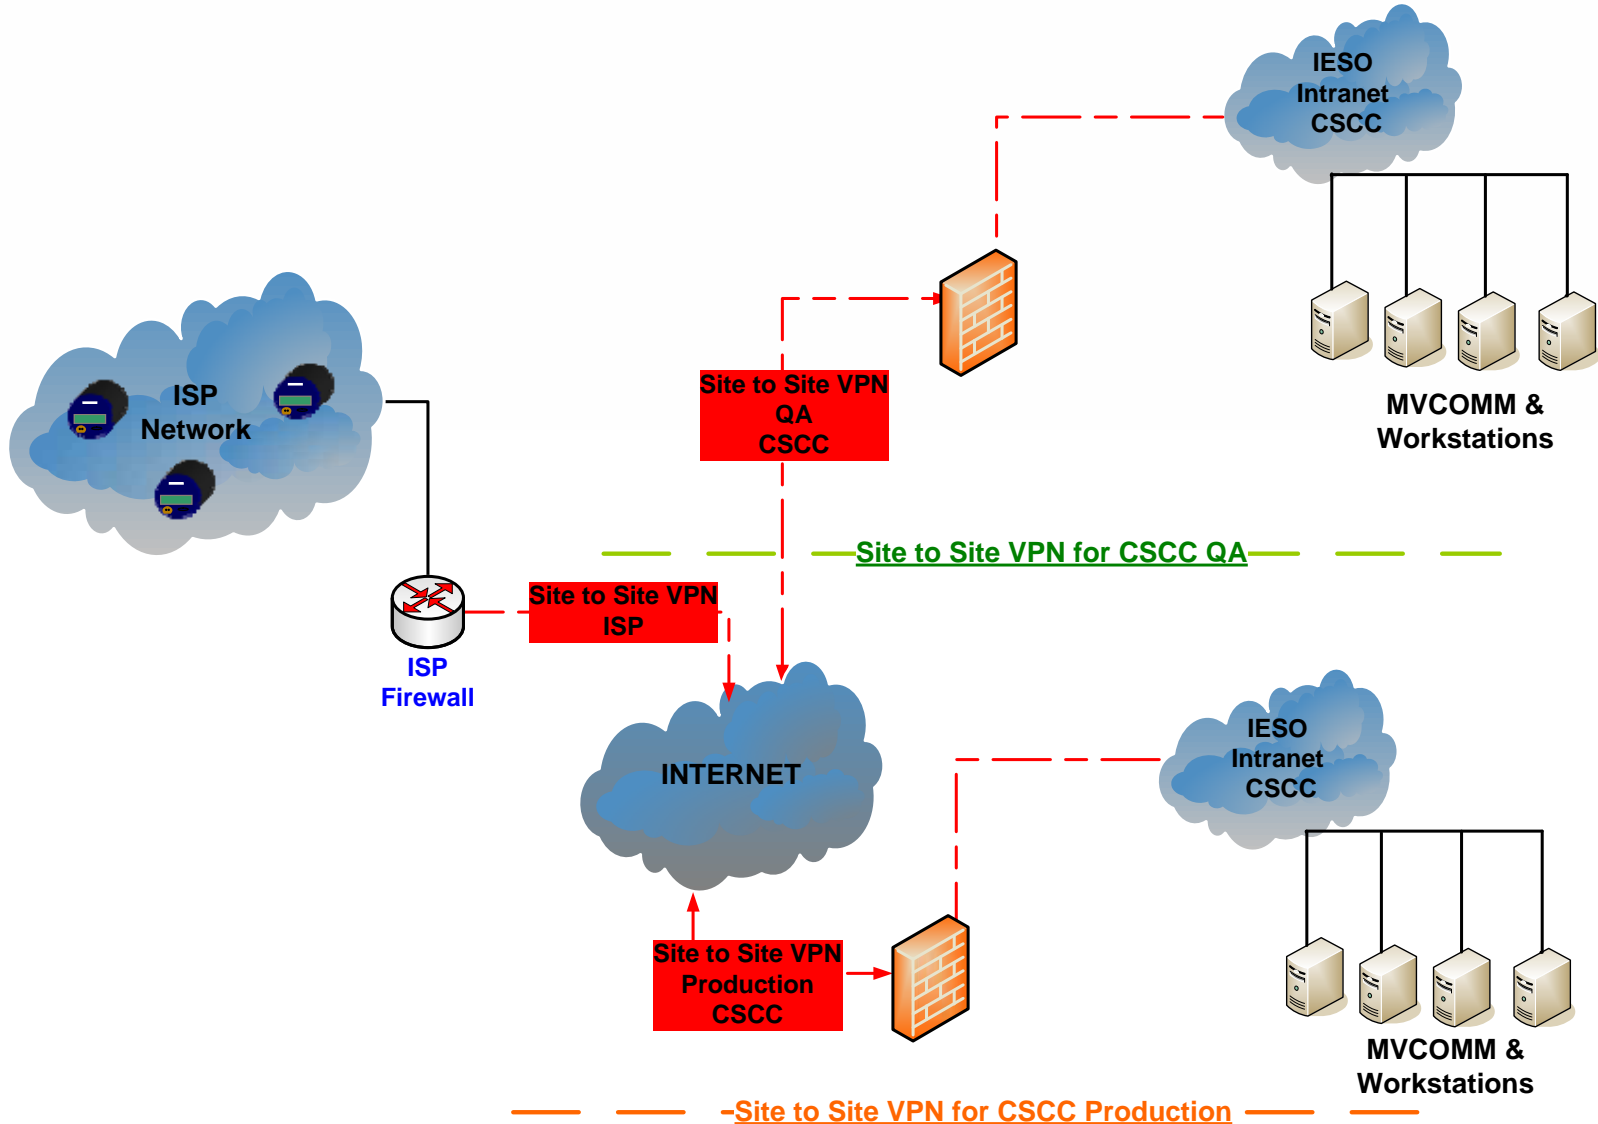 IESO
Intranet
CSCC
MVCOMM &
Workstations
ISP
Network
Site to Site VPN
QA
CSCC
Site to Site VPN for CSCC QA
Site to Site VPN
ISP
ISP
Firewall
INTERNET
IESO
Intranet
CSCC
Site to Site VPN
Production
CSCC
MVCOMM &
Workstations
Site to Site VPN for CSCC Production